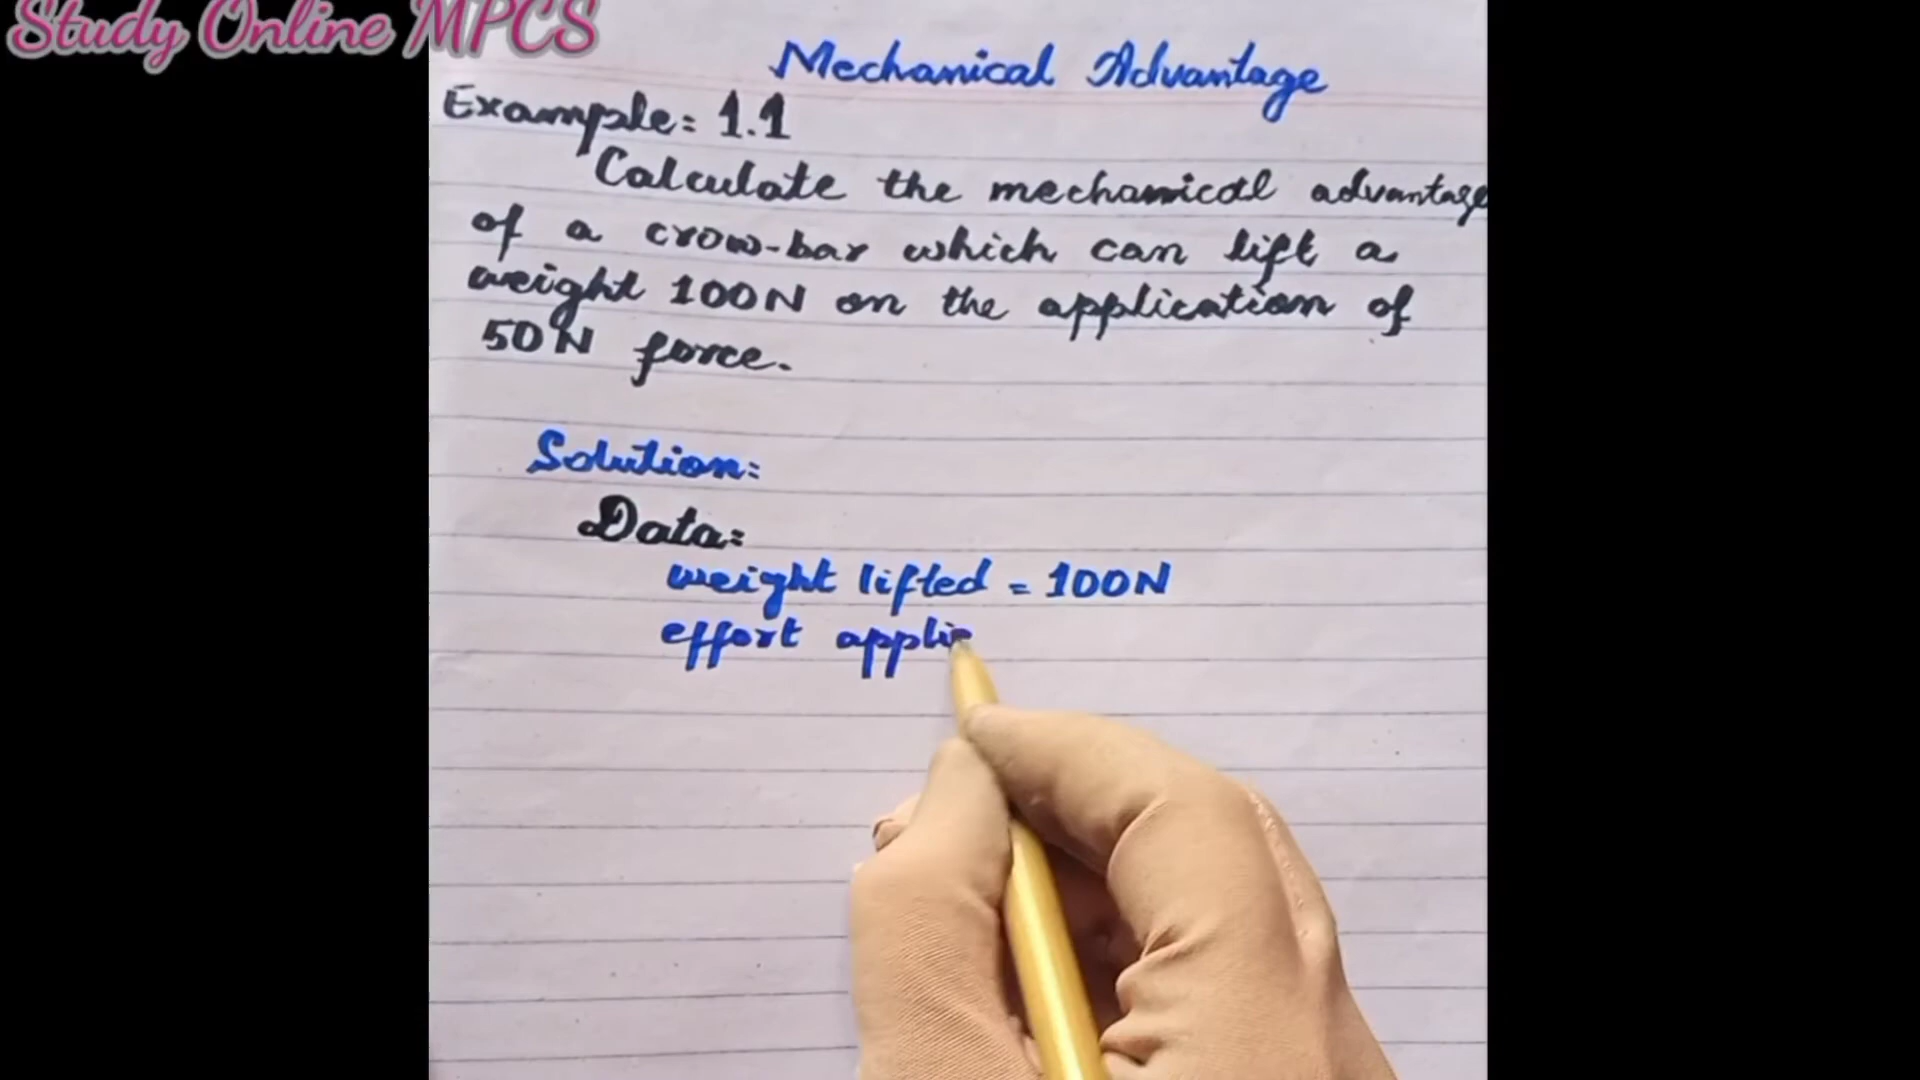 Study Online MPCS
Mechanical Advantage
Example: 1.1
Calculate the mechanical advantage
of a crow-bar which can lift a
weight 100N on the application of
50N force.
Solution:
Data:
weight lifted = 100N
effort applie